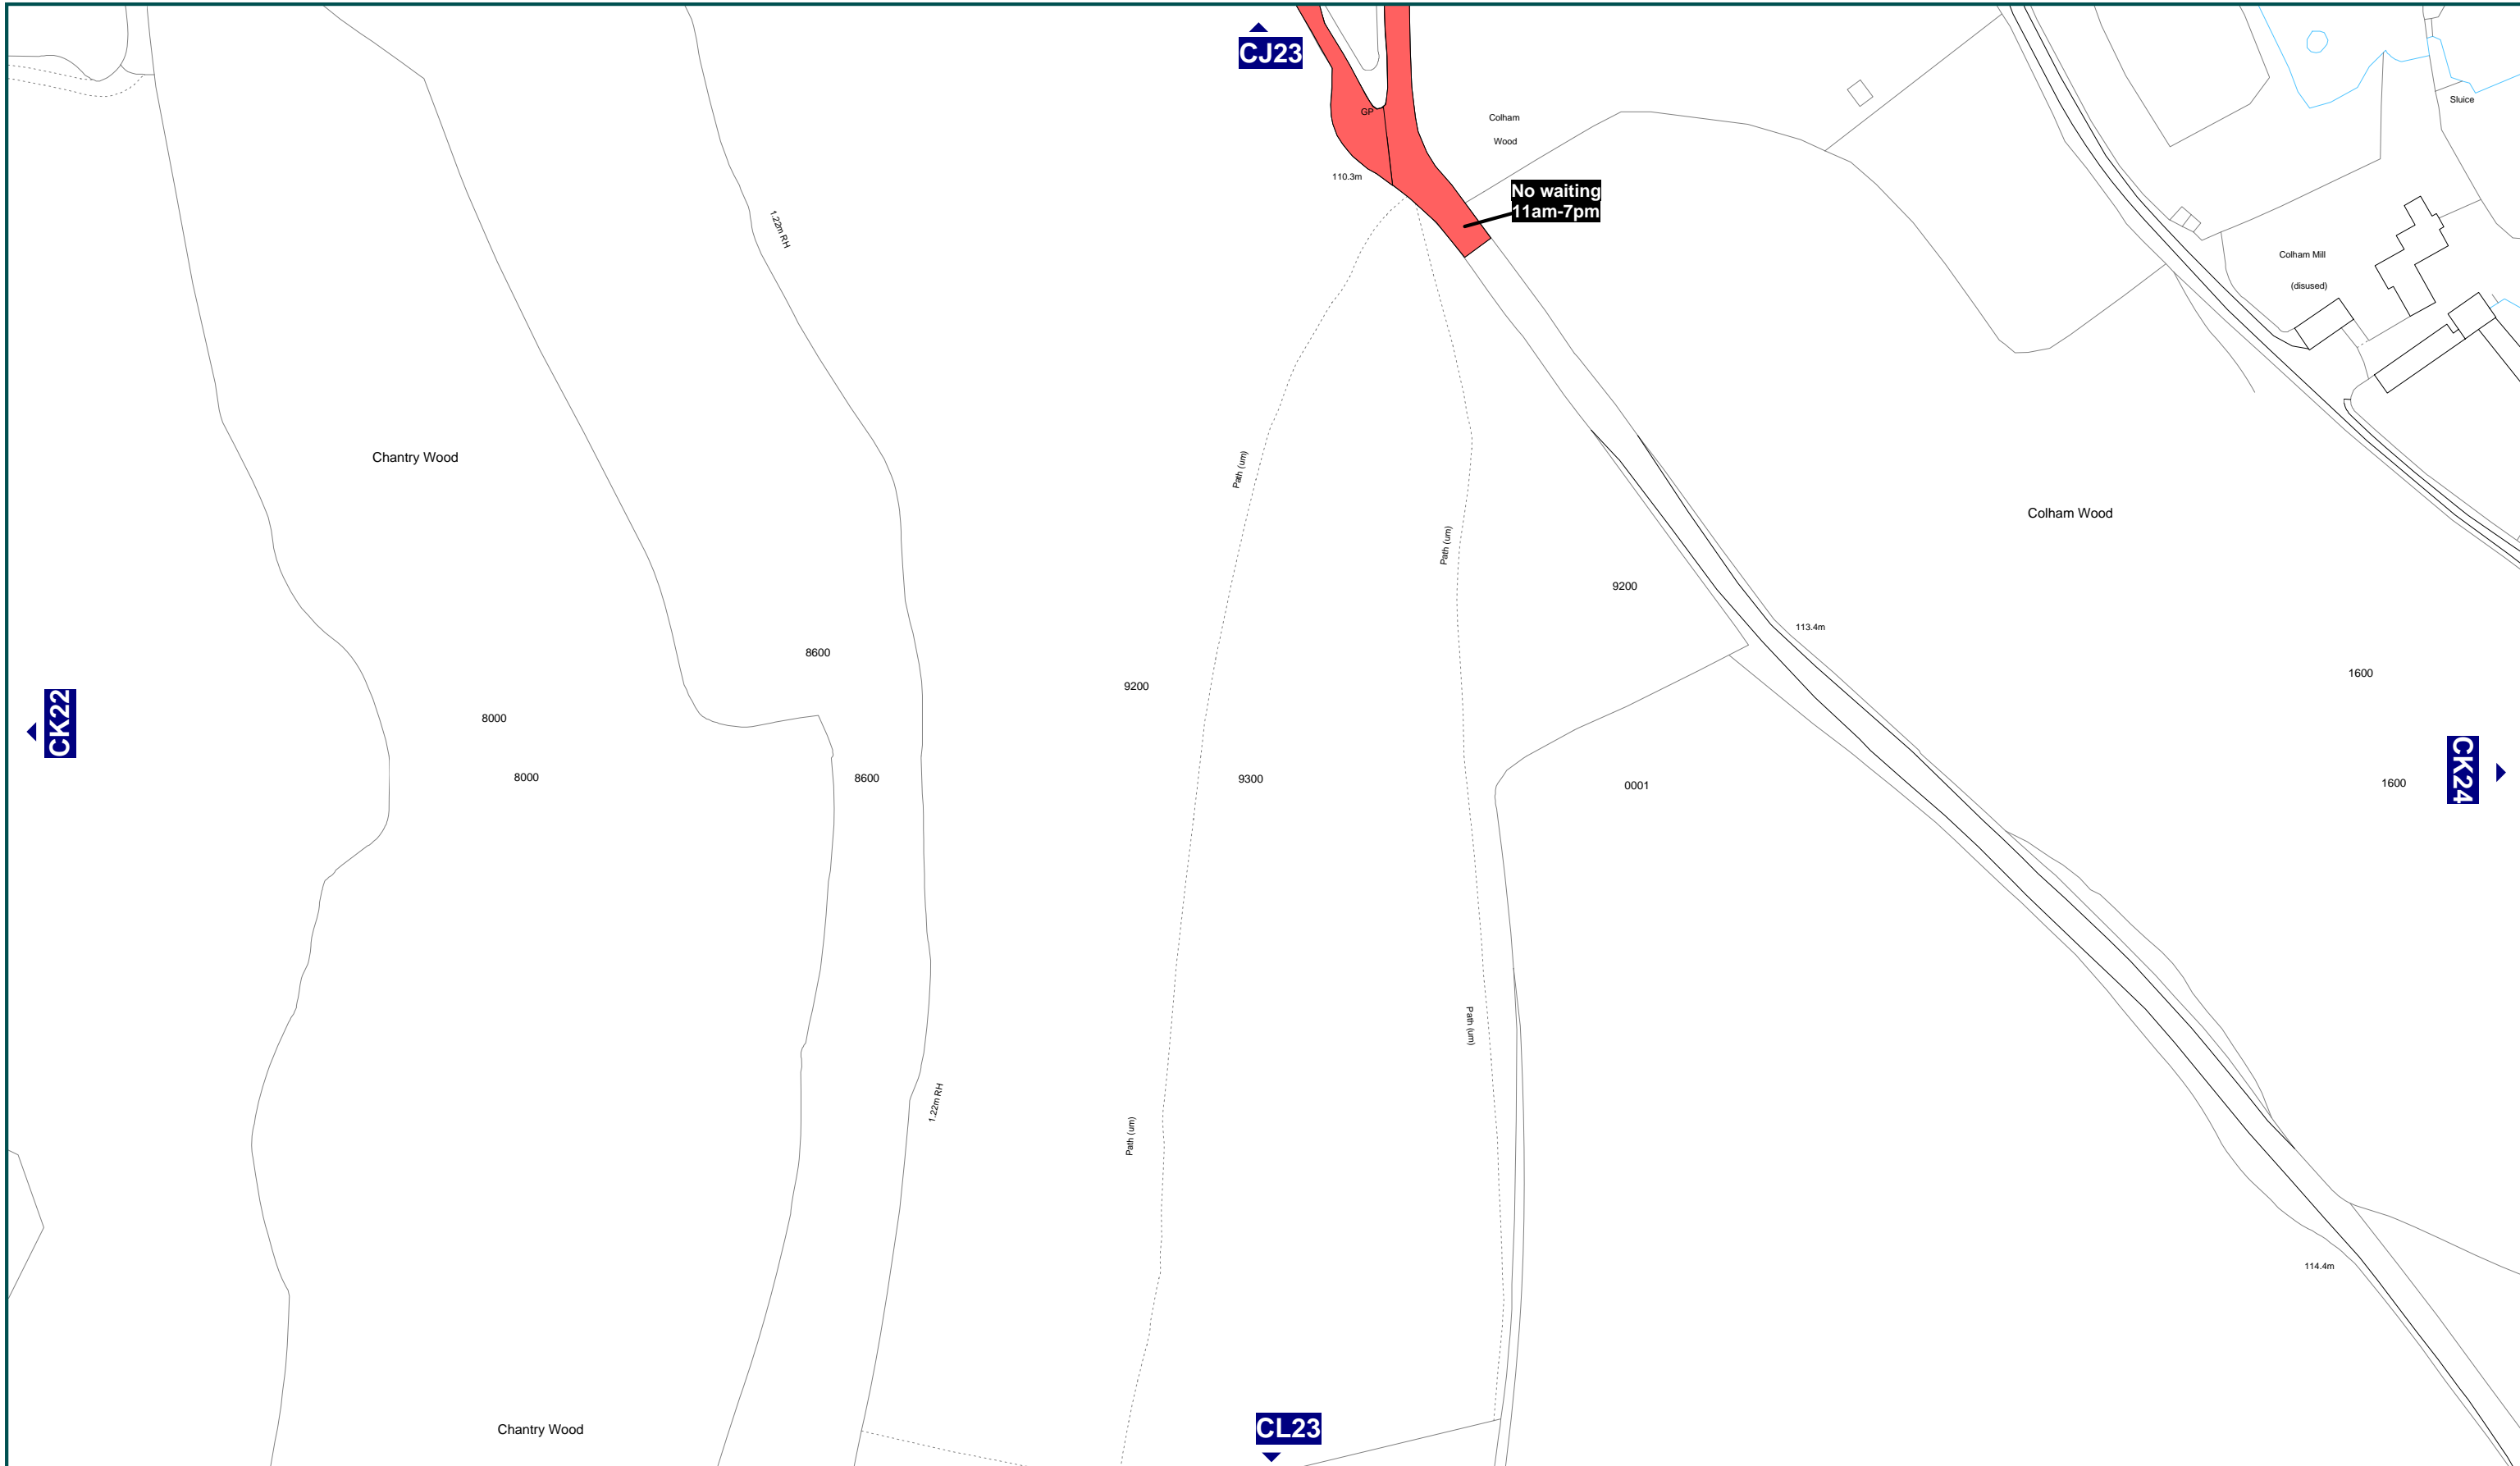 CJ23
GP
Colham
Wood
Sluice
110.3m
No waiting
11am-7pm
1.22m RH
Colham Mill
(disused)
Chantry Wood
Path (um)
Path (um)
Colham Wood
9200
113.4m
8600
9200
1600
8000
CK22
CK24
8000
8600
9300
0001
1600
Path (um)
1.22m RH
Path (um)
114.4m
Chantry Wood
CL23